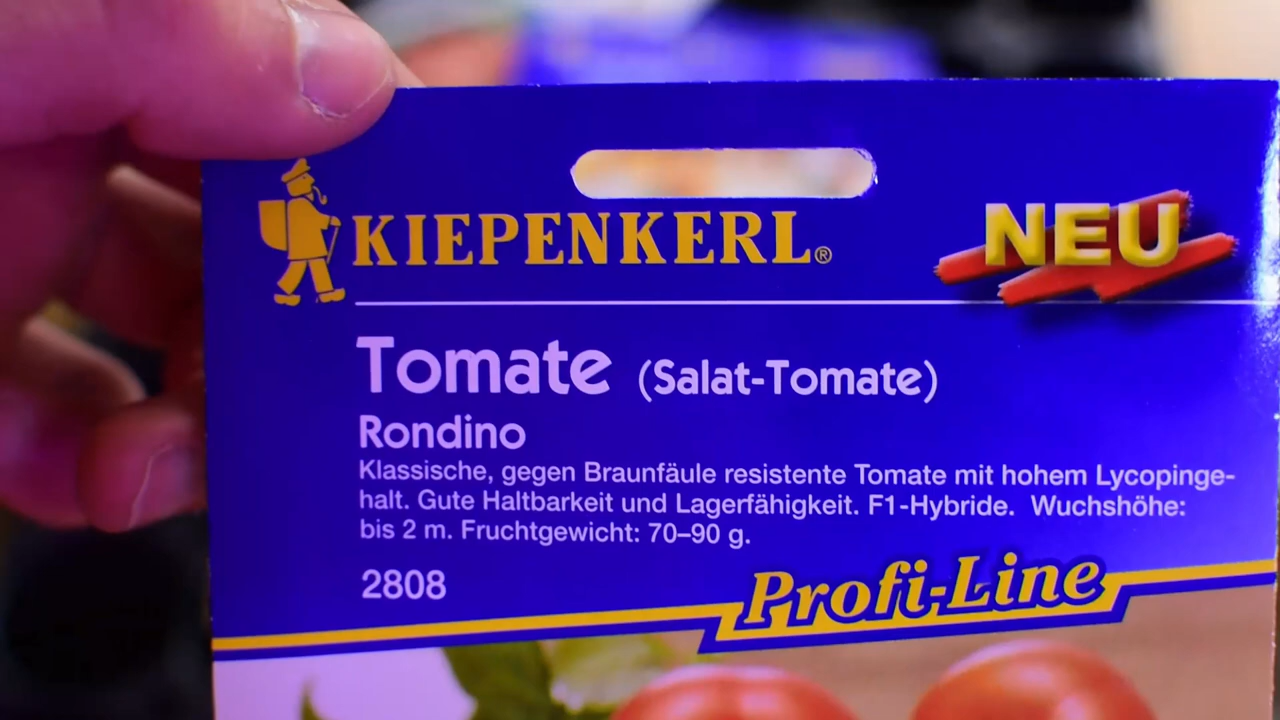 KIEPENKERL®
NEU
Tomate (Salat-Tomate)
Rondino
Klassische, gegen Braunfäule resistente Tomate mit hohem Lycopinge-
halt. Gute Haltbarkeit und Lagerfähigkeit. F1-Hybride. Wuchshöhe:
bis 2 m. Fruchtgewicht: 70–90 g.
2808
Profi-Line